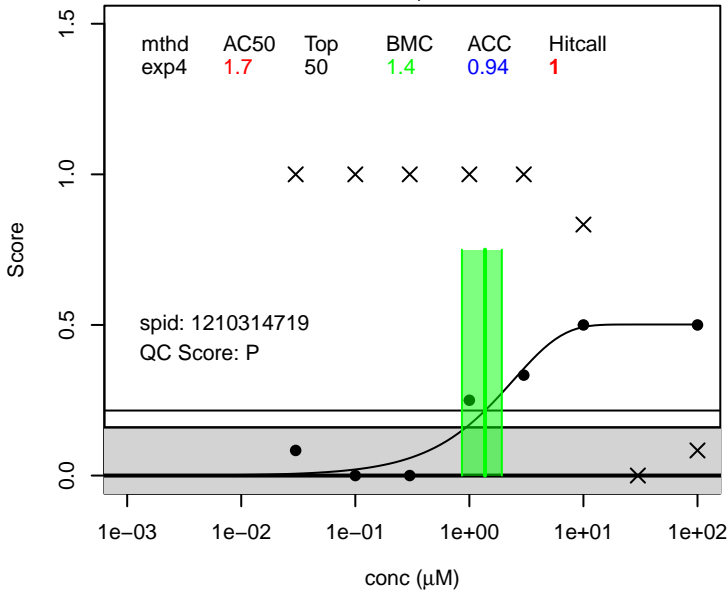 mthd AC50 Top BMC ACC Hitcall
exp4 1.7 50 1.4 0.94 1
spid: 1210314719
QC Score: P
Score
1.5
1.0
0.5
0.0
1e−03 1e−02 1e−01 1e+00 1e+01 1e+02
conc (μM)